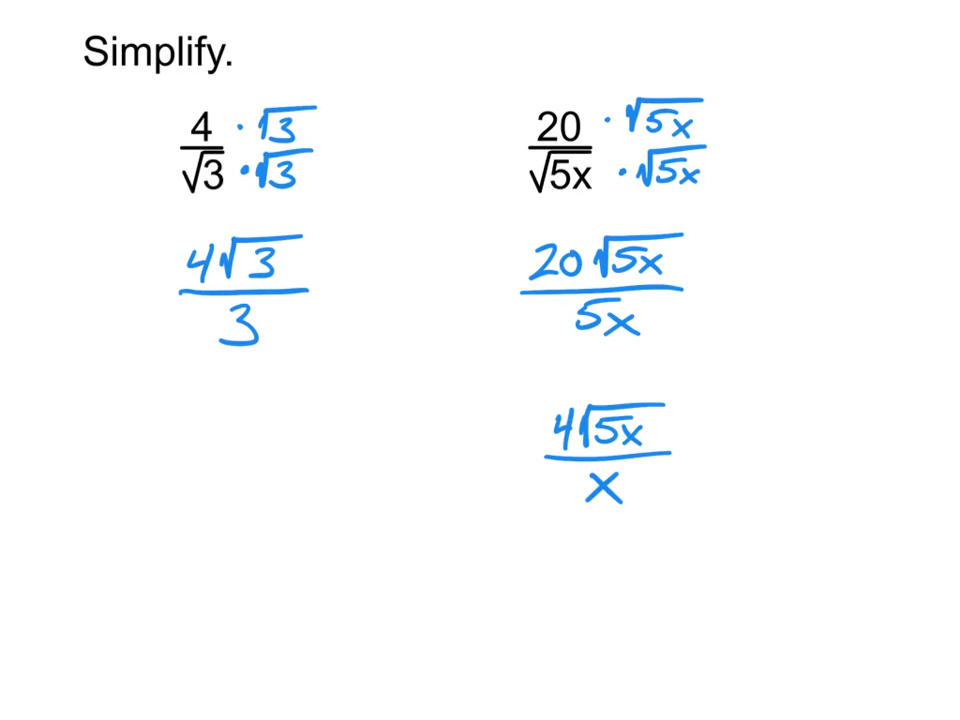 Simplify.
4/√3 · √3/· √3
4√3/3
20/√5x · √5x/· √5x
20√5x/5x
4√5x/x